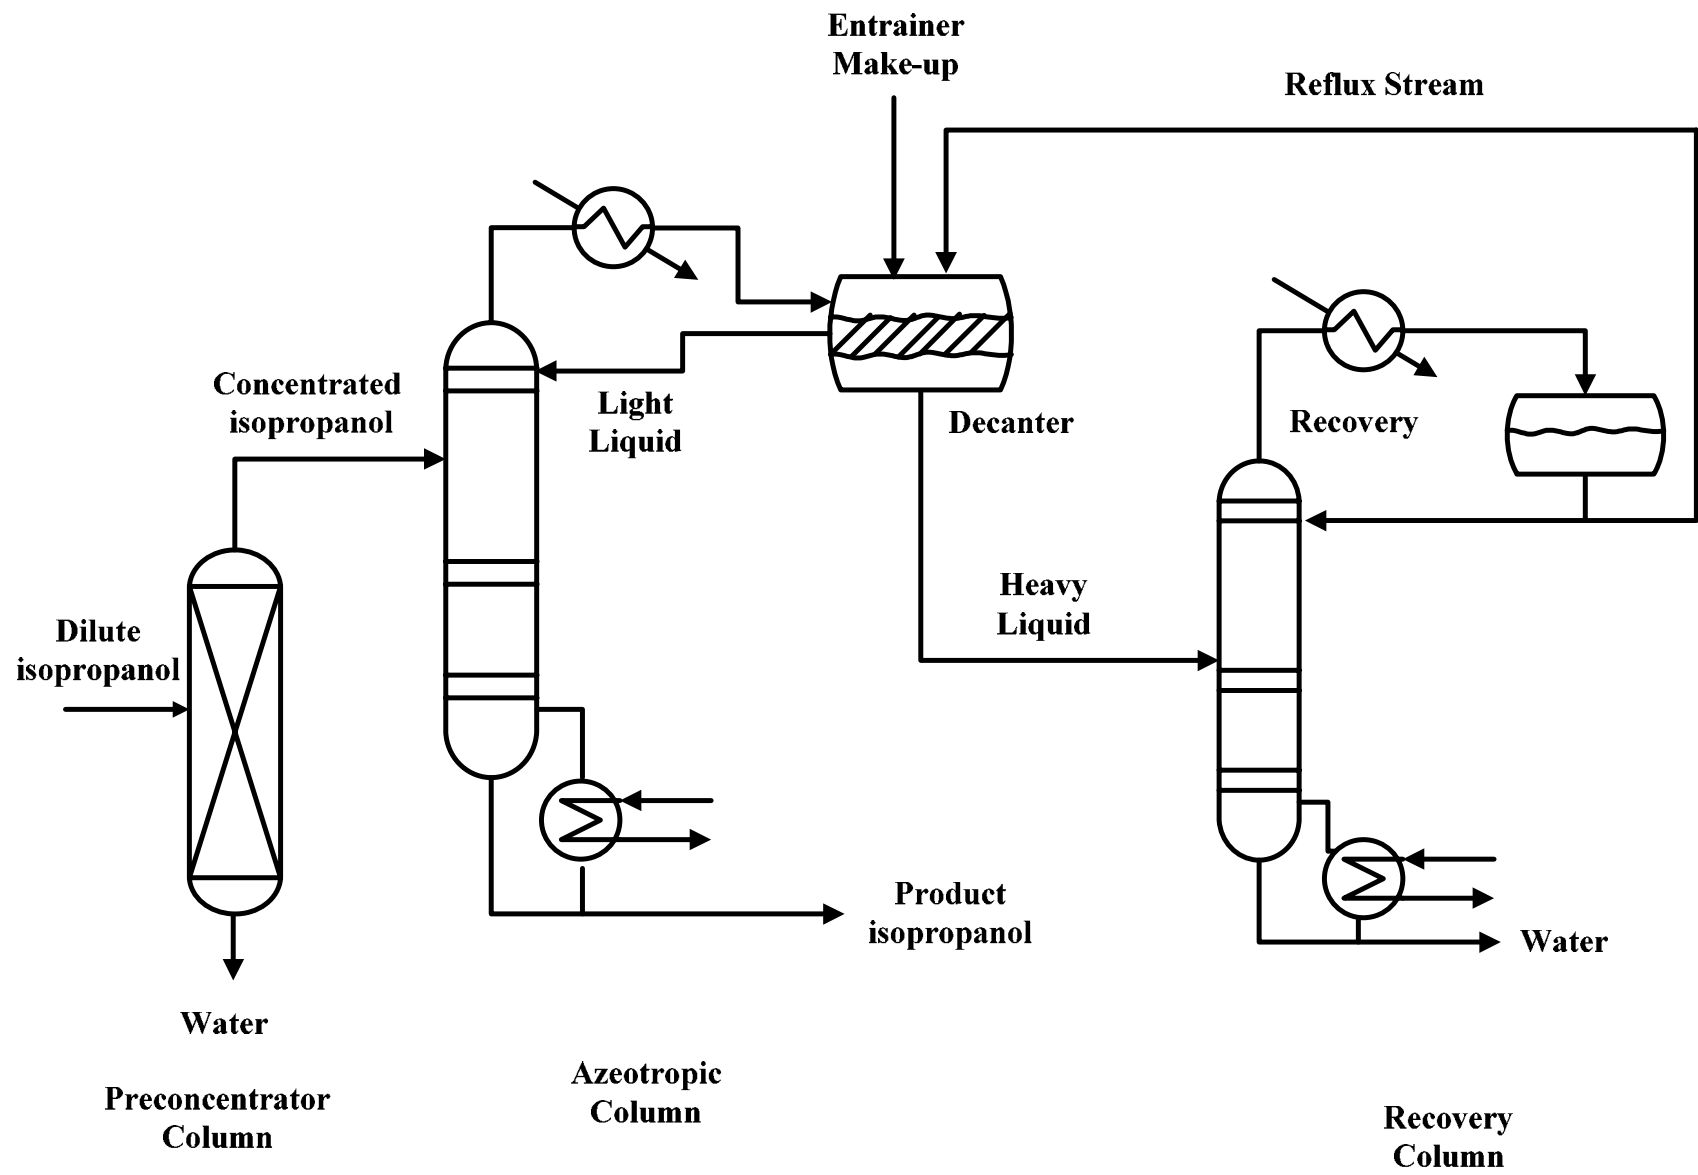 Entrainer
Make-up
Reflux Stream
Concentrated
isopropanol
Light
Liquid
Decanter
Recovery
Dilute
isopropanol
Heavy
Liquid
Product
isopropanol
Water
Water
Preconcentrator
Column
Azeotropic
Column
Recovery
Column